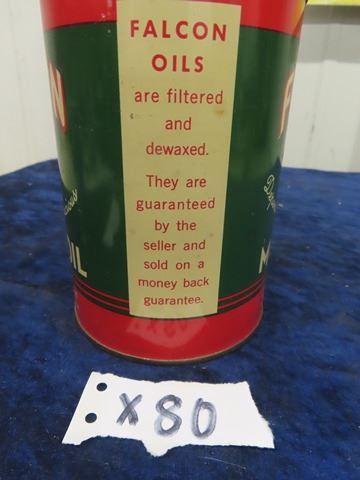 FALCON
OILS
are filtered
and
dewaxed.
They are
guaranteed
by the
seller and
sold on a
money back
guarantee.
N
OIL
M
X80